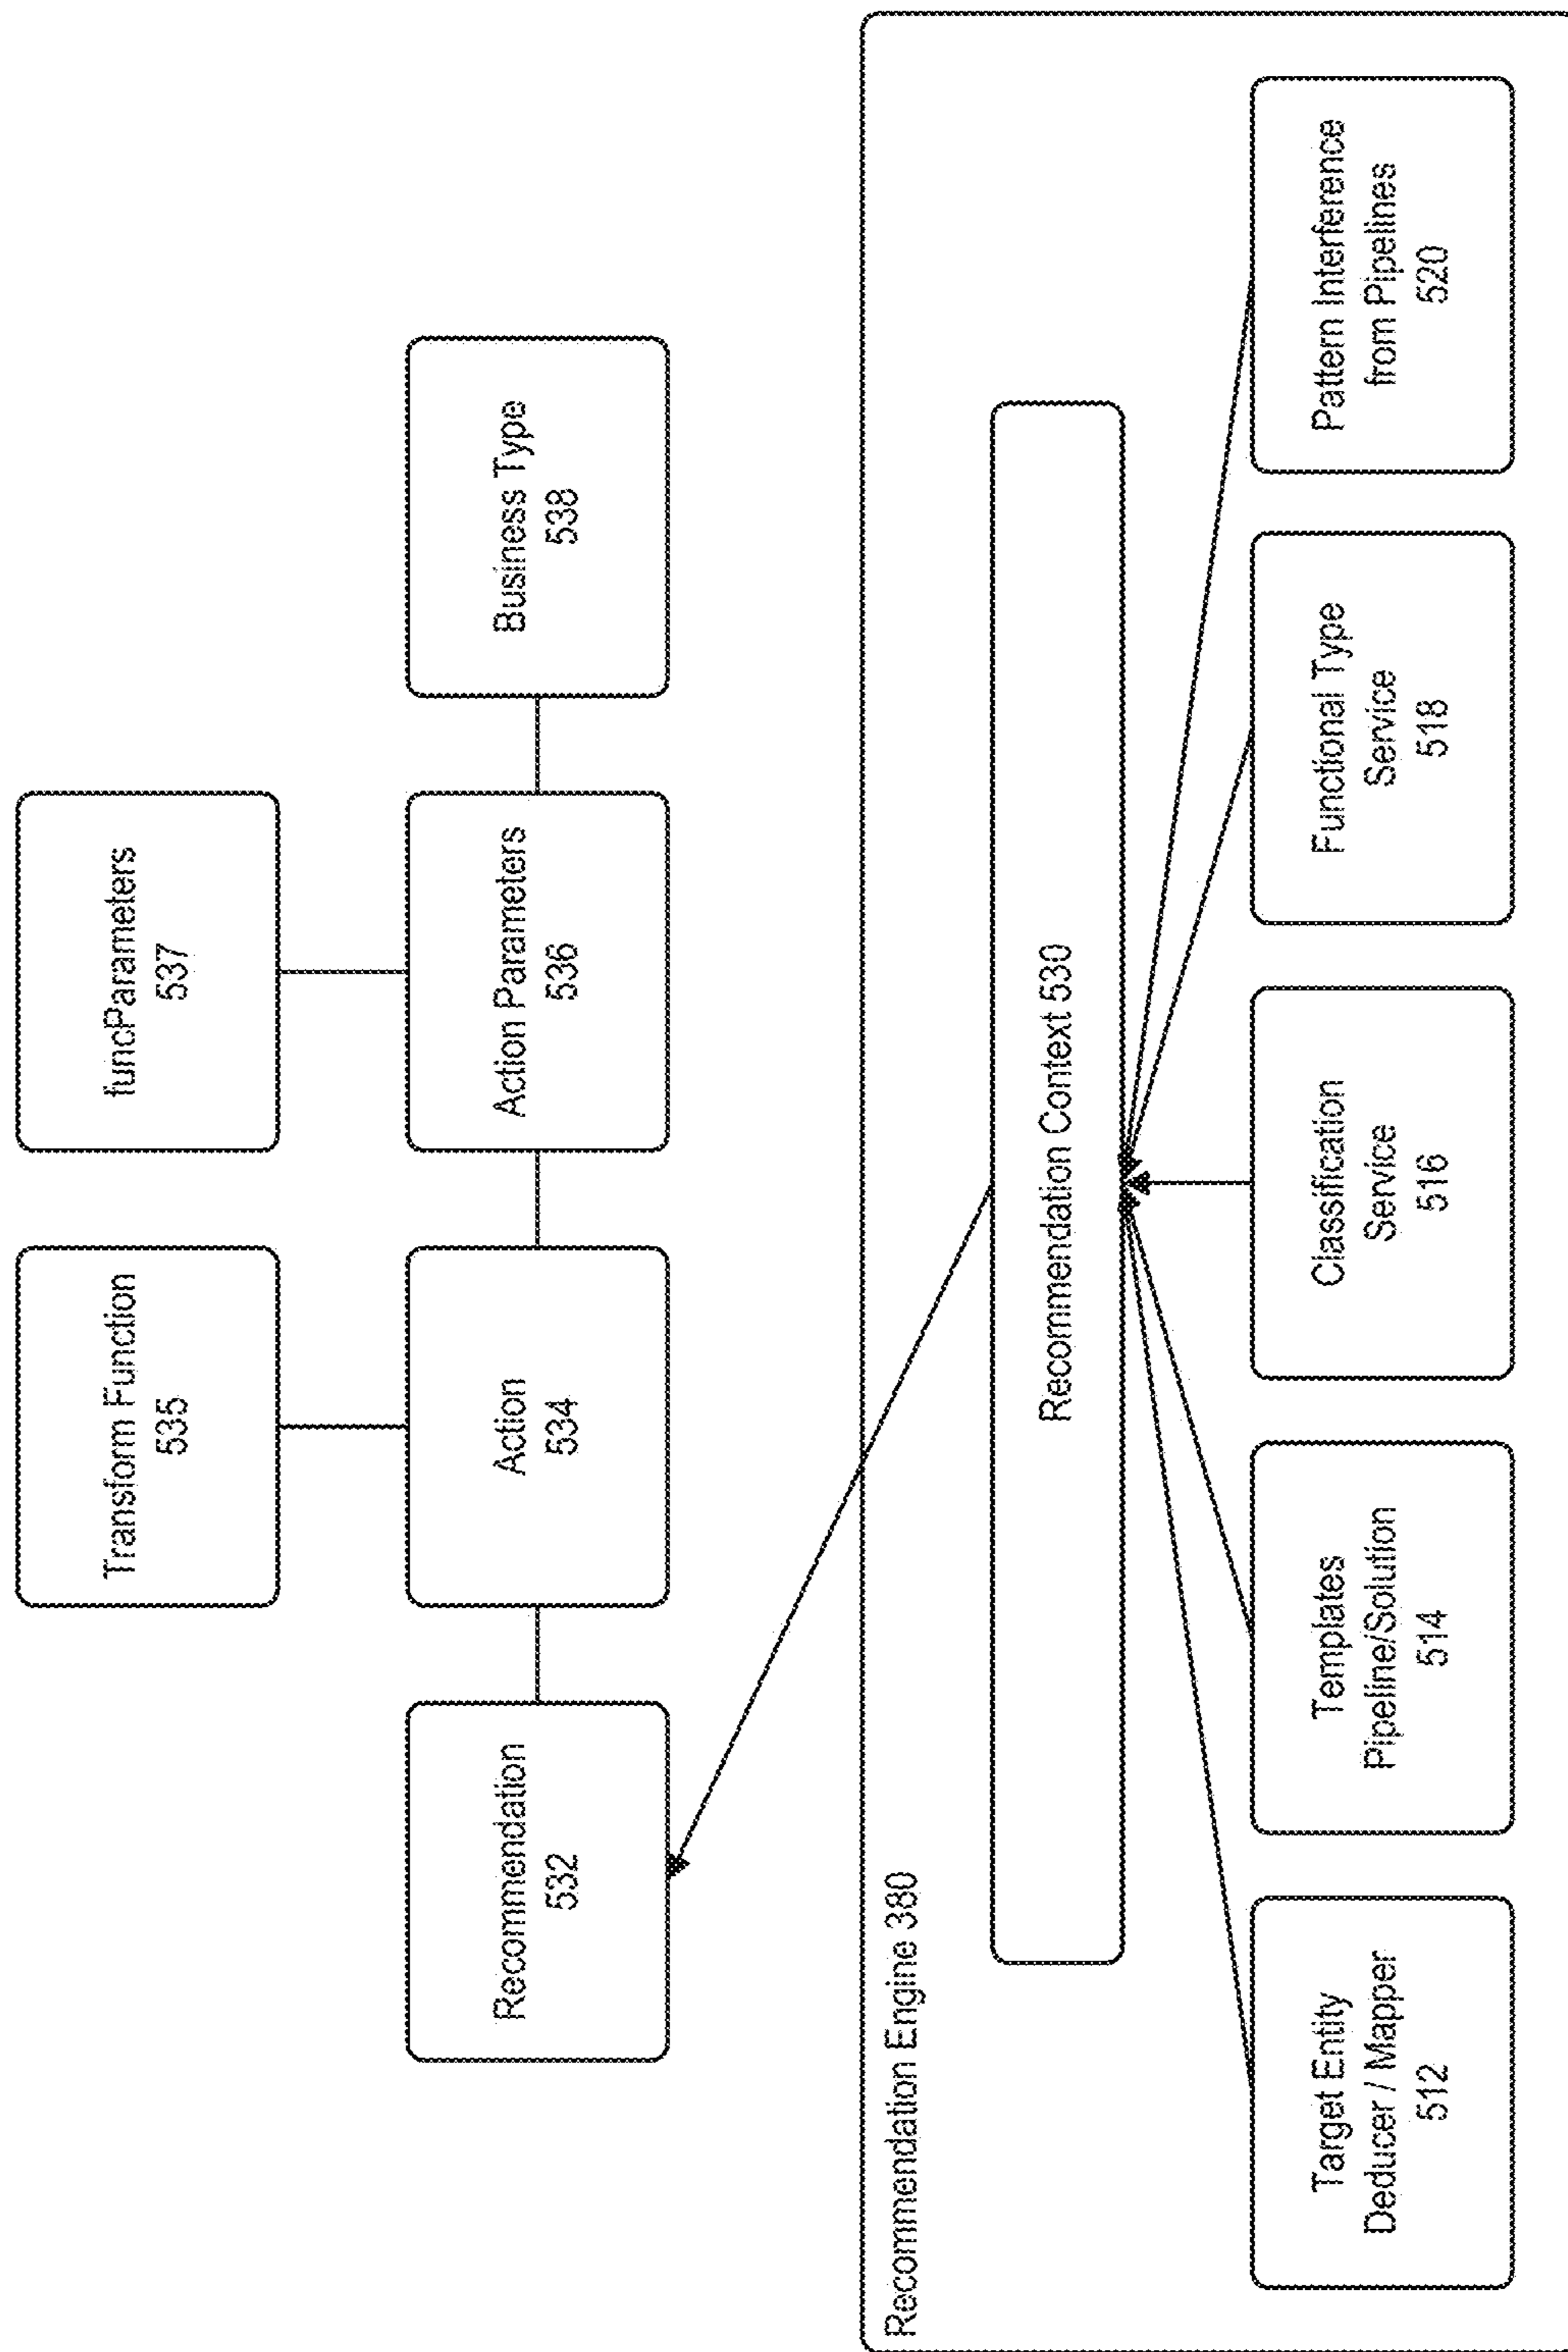 Transform Function
535
funcParameters
537
Recommendation
532
Action
534
Action Parameters
536
Business Type
538
Recommendation Engine 380
Recommendation Context 530
Target Entity
Deducer / Mapper
512
Templates
Pipeline/Solution
514
Classification
Service
516
Functional Type
Service
518
Pattern Interference
from Pipelines
520